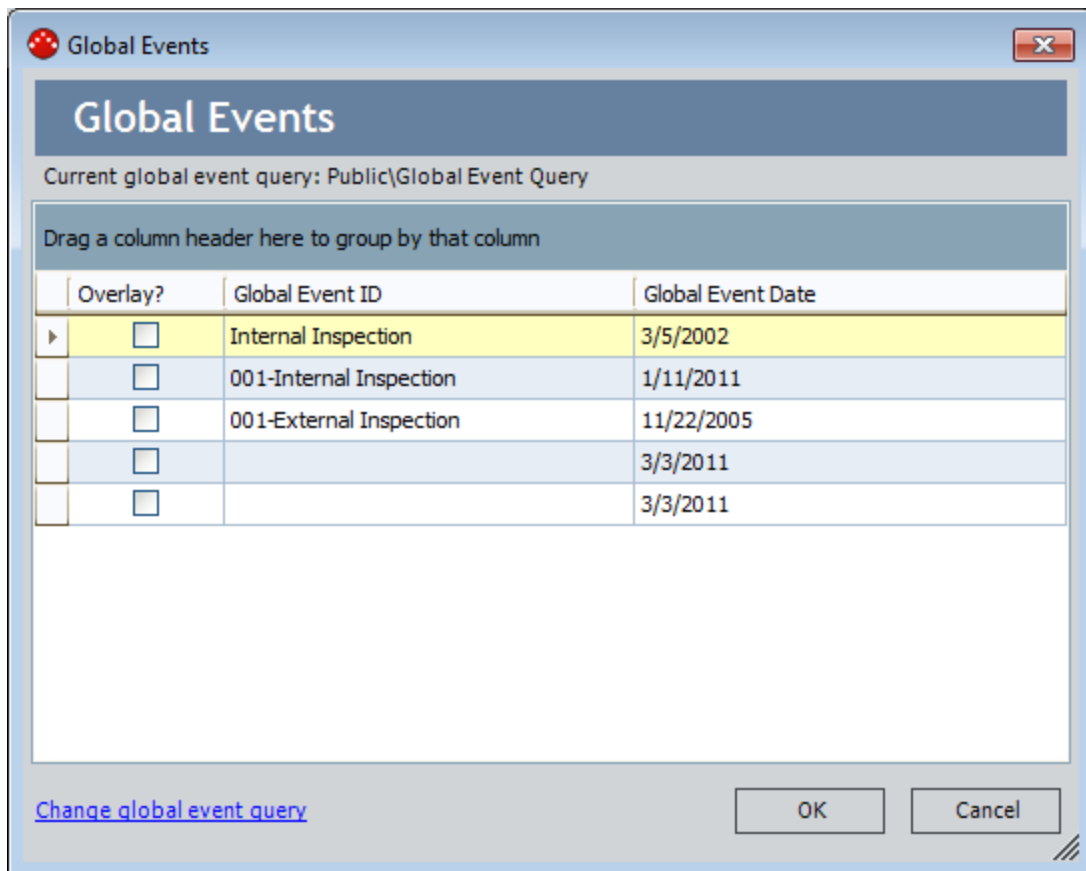 Global Events
Global Events
Current global event query: Public\Global Event Query
Drag a column header here to group by that column
Overlay? Global Event ID Global Event Date
Internal Inspection 3/5/2002
001-Internal Inspection 1/11/2011
001-External Inspection 11/22/2005
3/3/2011
3/3/2011
Change global event query OK Cancel